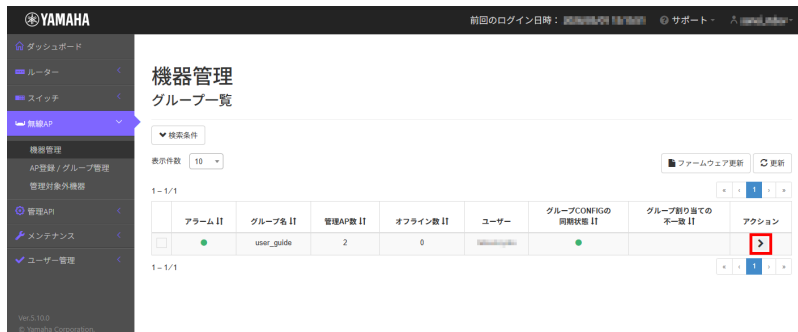 YAMAHA
前回のログイン日時：
サポート
ダッシュボード
ルーター
スイッチ
無線AP
機器管理
AP登録 / グループ管理
管理対象外機器
管理API
メンテナンス
ユーザー管理
Ver.5.10.0
© Yamaha Corporation.
機器管理
グループ一覧
検索条件
表示件数 10
ファームウェア更新 更新
1 – 1 / 1
« ‹ 1 › »
アラーム グループ名 管理AP数 オフライン数 ユーザー グループCONFIGの同期状態 グループ割り当ての不一致 アクション
user_guide 2 0
1 – 1 / 1
« ‹ 1 › »